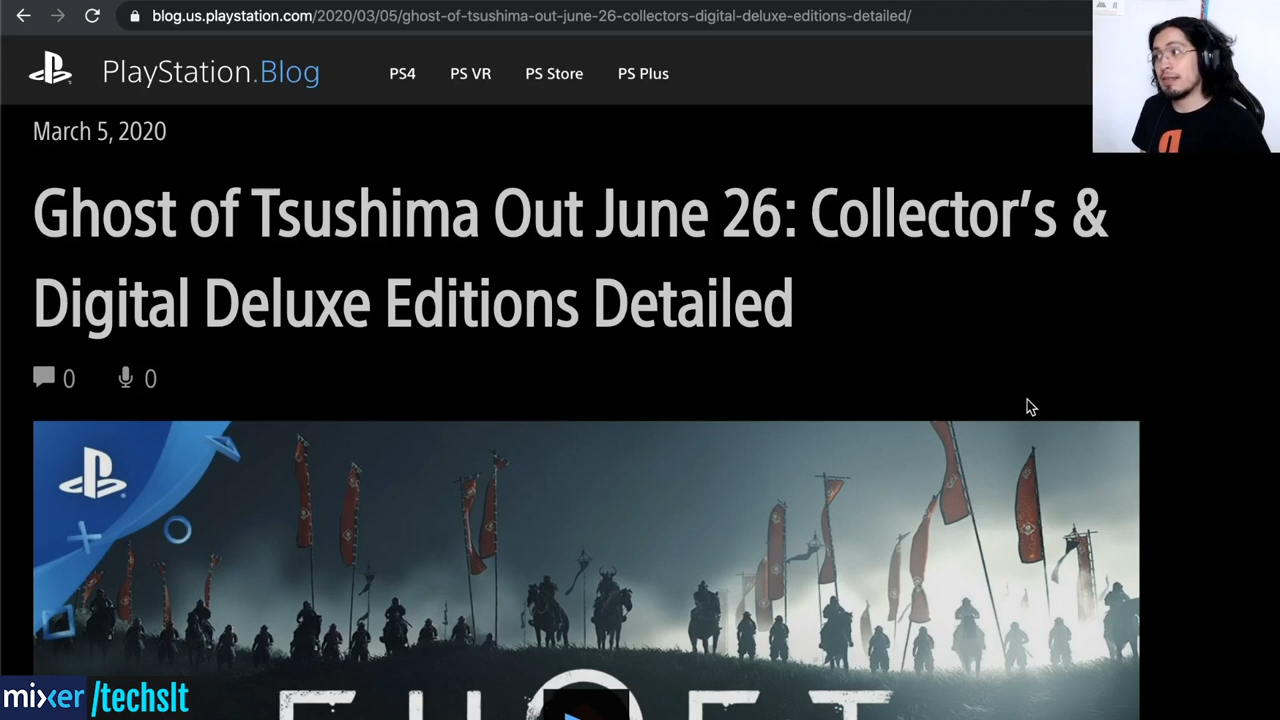 blog.us.playstation.com/2020/03/05/ghost-of-tsushima-out-june-26-collectors-digital-deluxe-editions-detailed/
PlayStation.Blog PS4 PS VR PS Store PS Plus
March 5, 2020
Ghost of Tsushima Out June 26: Collector's &
Digital Deluxe Editions Detailed
0 0
mixer /techslt